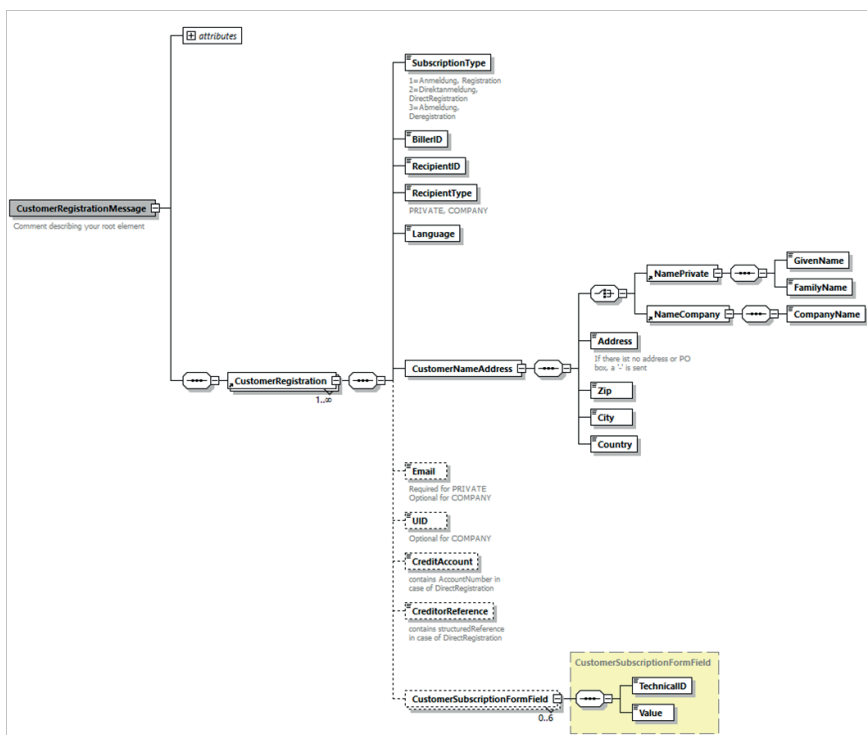 attributes
SubscriptionType
1=Anmeldung, Registration
2=Direktanmeldung,
DirectRegistration
3=Abmeldung,
Deregistration
BillerID
RecipientID
RecipientType
PRIVATE, COMPANY
CustomerRegistrationMessage
Comment describing your root element
Language
GivenName
NamePrivate
FamilyName
NameCompany
CompanyName
Address
If there ist no address or PO
box, a '-' is sent
CustomerNameAddress
CustomerRegistration
1..∞
Zip
City
Country
Email
Required for PRIVATE
Optional for COMPANY
UID
Optional for COMPANY
CreditAccount
contains AccountNumber in
case of DirectRegistration
CreditorReference
contains structuredReference
in case of DirectRegistration
CustomerSubscriptionFormField
TechnicalID
CustomerSubscriptionFormField
0..6
Value